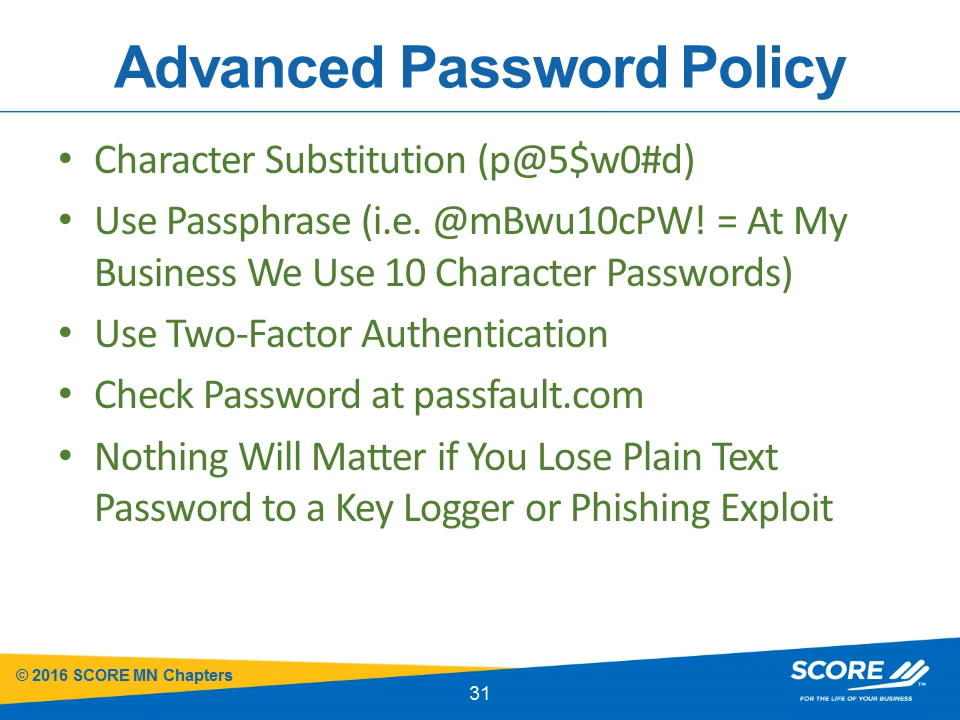 Advanced Password Policy
• Character Substitution (p@5$w0#d)
• Use Passphrase (i.e. @mBwu10cPW! = At My
Business We Use 10 Character Passwords)
• Use Two-Factor Authentication
• Check Password at passfault.com
• Nothing Will Matter if You Lose Plain Text
Password to a Key Logger or Phishing Exploit
© 2016 SCORE MN Chapters
31
SCORE
™
FOR THE LIFE OF YOUR BUSINESS